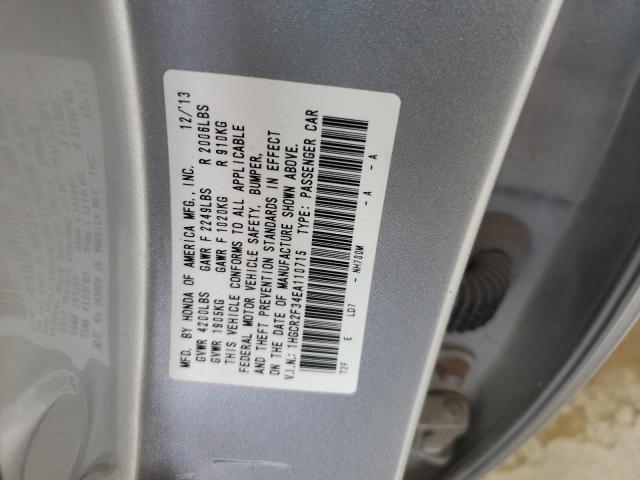 MFD. BY HONDA OF AMERICA MFG., INC. 12/'13
GVWR 4200LBS GAWR F 2249LBS R 2006LBS
GVWR 1905KG GAWR F 1020KG R 910KG
THIS VEHICLE CONFORMS TO ALL APPLICABLE
FEDERAL MOTOR VEHICLE SAFETY, BUMPER,
AND THEFT PREVENTION STANDARDS IN EFFECT
ON THE DATE OF MANUFACTURE SHOWN ABOVE.
V.I.N.: 1HGCR2F34EA110715 TYPE: PASSENGER CAR
T2F E LD7 - NH700M - A - A